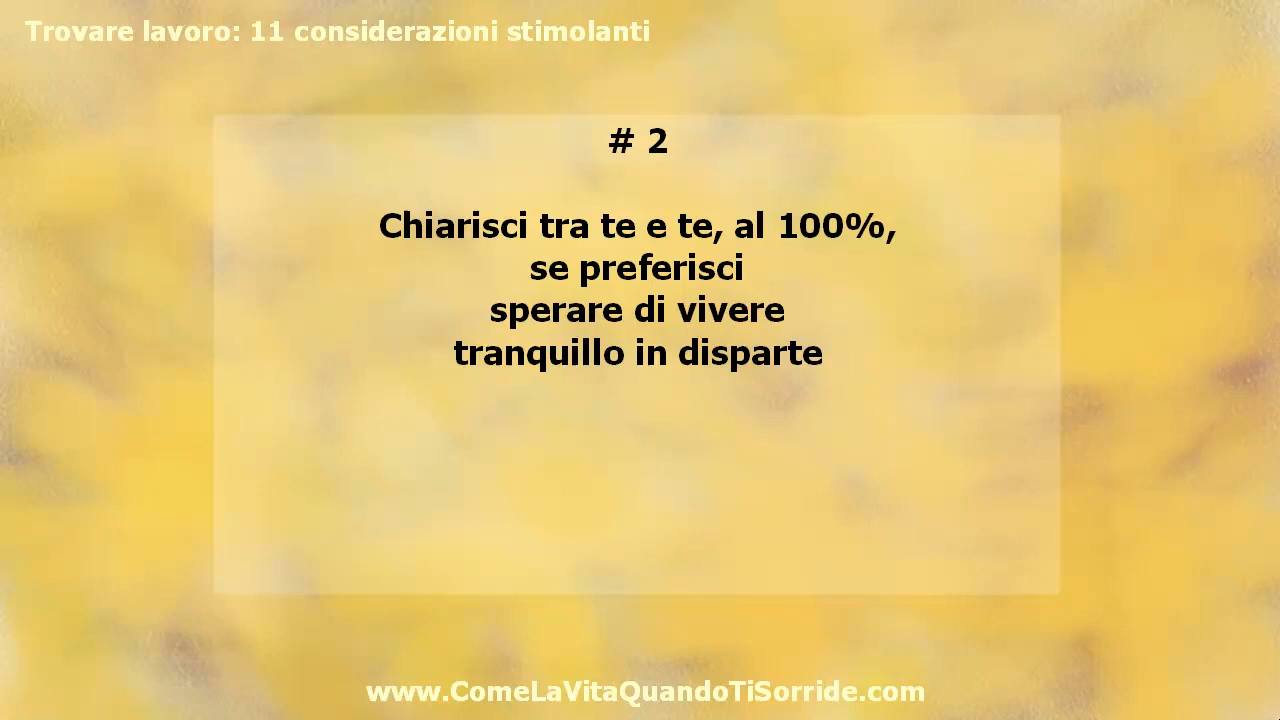 Trovare lavoro: 11 considerazioni stimolanti
# 2
Chiarisci tra te e te, al 100%,
se preferisci
sperare di vivere
tranquillo in disparte
www.ComeLaVitaQuandoTiSorride.com